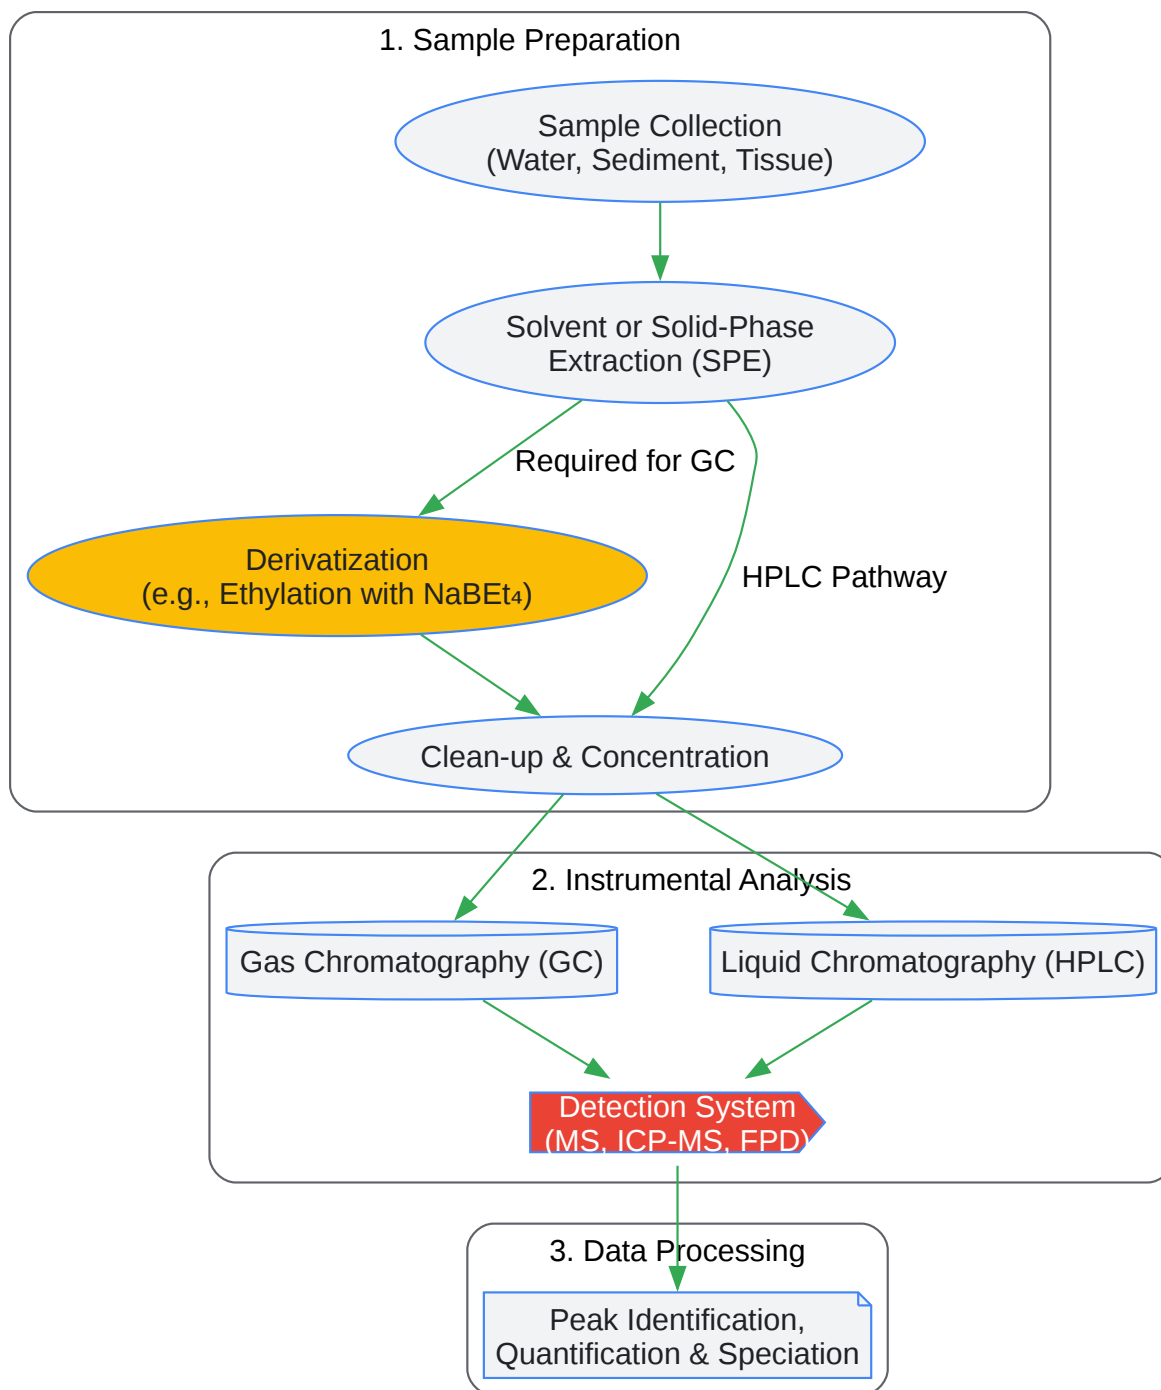 1. Sample Preparation
Sample Collection
(Water, Sediment, Tissue)
Solvent or Solid-Phase
Extraction (SPE)
Required for GC
Derivatization
(e.g., Ethylation with NaBEt₄)
HPLC Pathway
Clean-up & Concentration
2. Instrumental Analysis
Gas Chromatography (GC)
Liquid Chromatography (HPLC)
Detection System
(MS, ICP-MS, FPD)
3. Data Processing
Peak Identification,
Quantification & Speciation